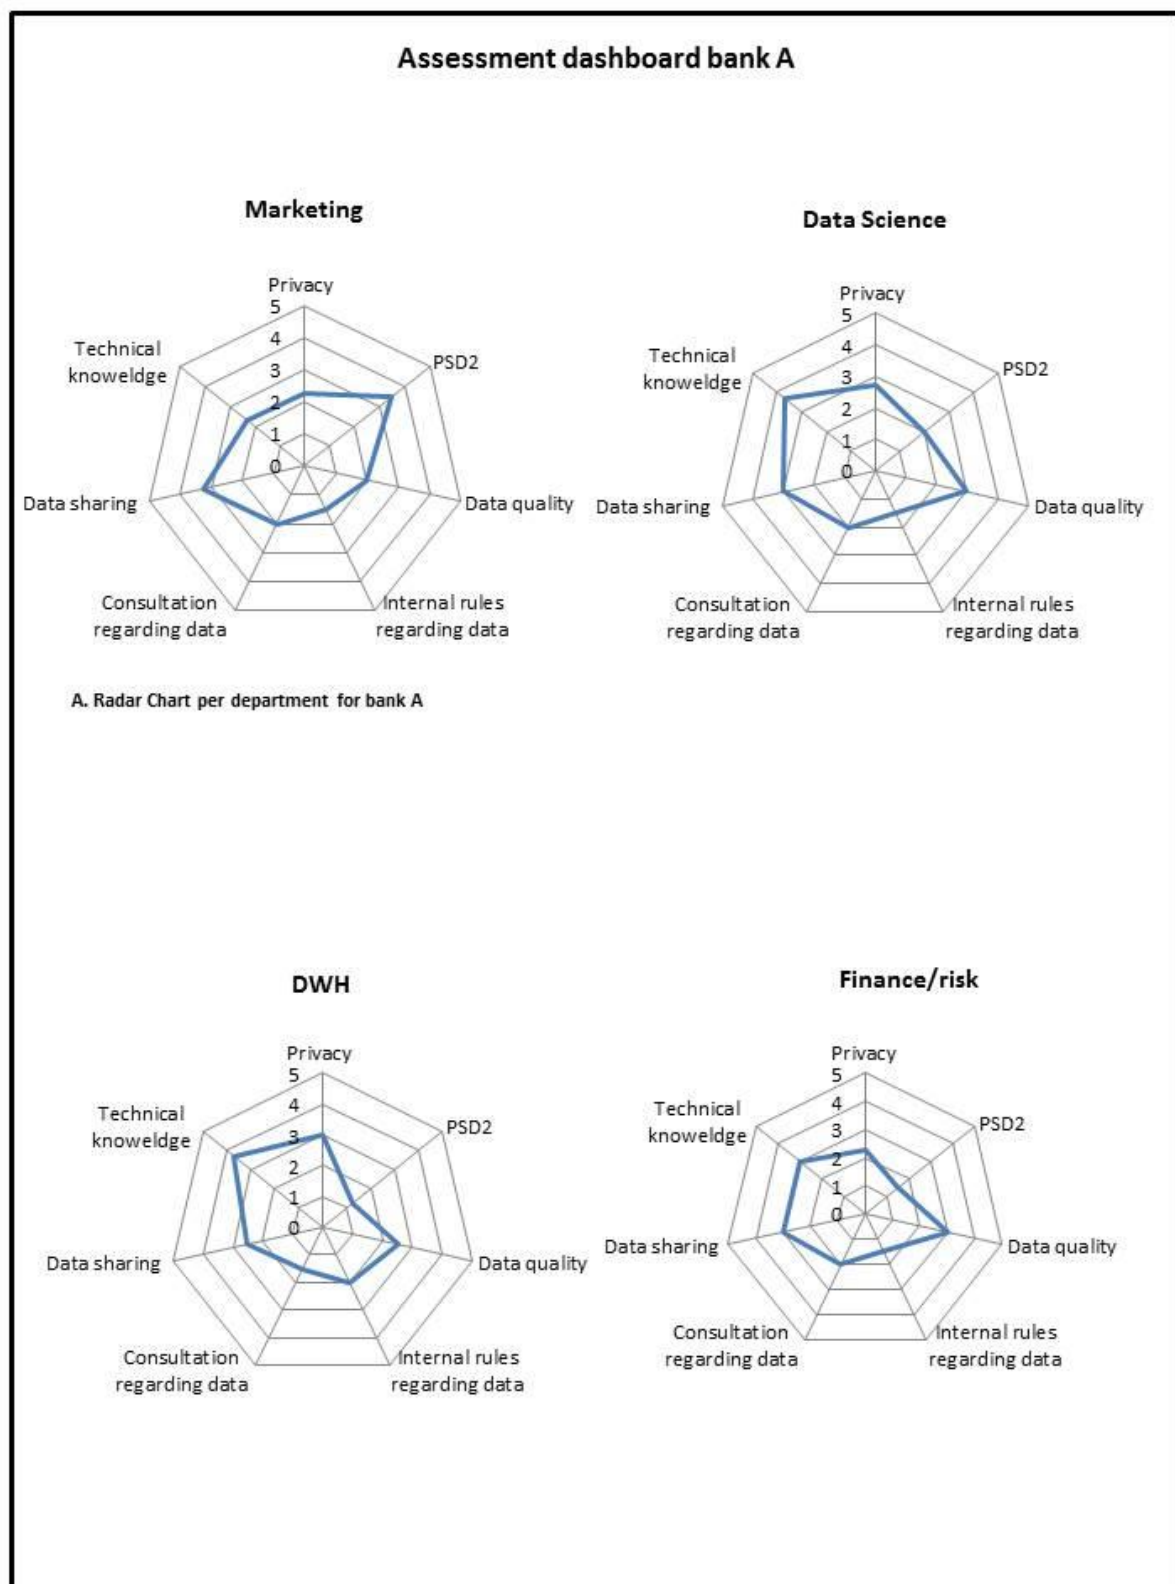 Assessment dashboard bank A
Marketing
Privacy
5
4
3
2
1
0
PSD2
Data quality
Internal rules
regarding data
Consultation
regarding data
Data sharing
Technical
knoweldge
Data Science
Privacy
5
4
3
2
1
0
PSD2
Data quality
Internal rules
regarding data
Consultation
regarding data
Data sharing
Technical
knoweldge
A. Radar Chart per department for bank A
DWH
Privacy
5
4
3
2
1
0
PSD2
Data quality
Internal rules
regarding data
Consultation
regarding data
Data sharing
Technical
knoweldge
Finance/risk
Privacy
5
4
3
2
1
0
PSD2
Data quality
Internal rules
regarding data
Consultation
regarding data
Data sharing
Technical
knoweldge